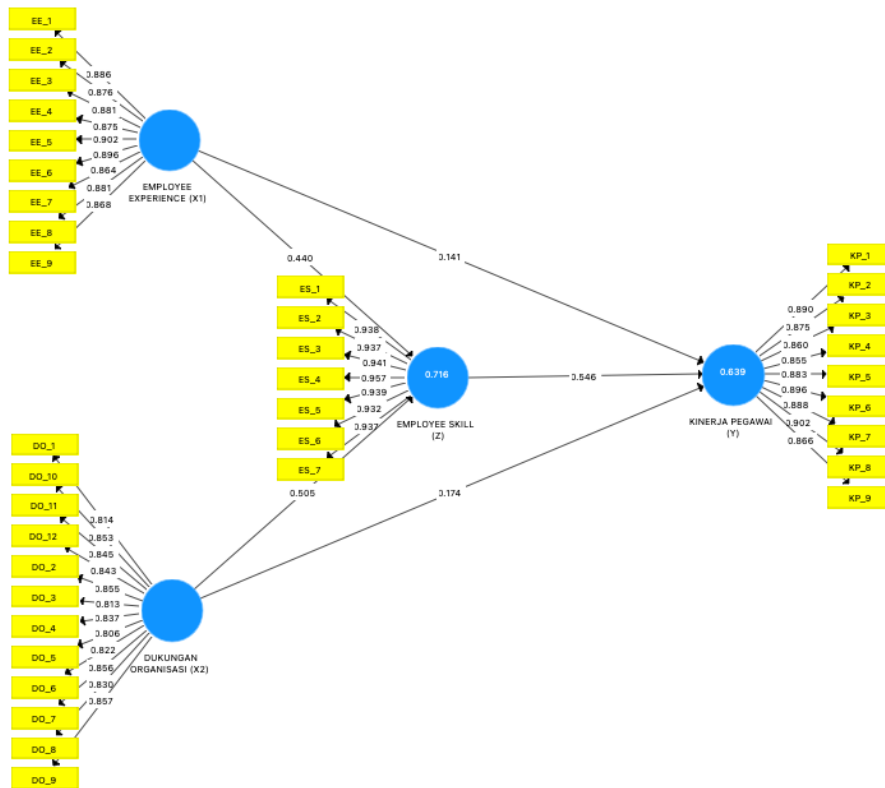 EE_1
EE_2
EE_3
EE_4
EE_5
EE_6
EE_7
EE_8
EE_9
0.886
0.876
0.881
0.875
0.902
0.896
0.864
0.881
0.868
EMPLOYEE
EXPERIENCE (X1)
0.440
0.141
ES_1
ES_2
ES_3
ES_4
ES_5
ES_6
ES_7
0.938
0.937
0.941
0.957
0.939
0.932
0.937
0.716
EMPLOYEE SKILL
(Z)
0.546
0.505
0.174
KP_1
KP_2
KP_3
KP_4
KP_5
KP_6
KP_7
KP_8
KP_9
0.890
0.875
0.860
0.855
0.883
0.896
0.888
0.902
0.866
0.639
KINERJA PEGAWAI
(Y)
DO_1
DO_10
DO_11
DO_12
DO_2
DO_3
DO_4
DO_5
DO_6
DO_7
DO_8
DO_9
0.814
0.853
0.845
0.843
0.855
0.813
0.837
0.806
0.822
0.856
0.830
0.857
DUKUNGAN
ORGANISASI (X2)